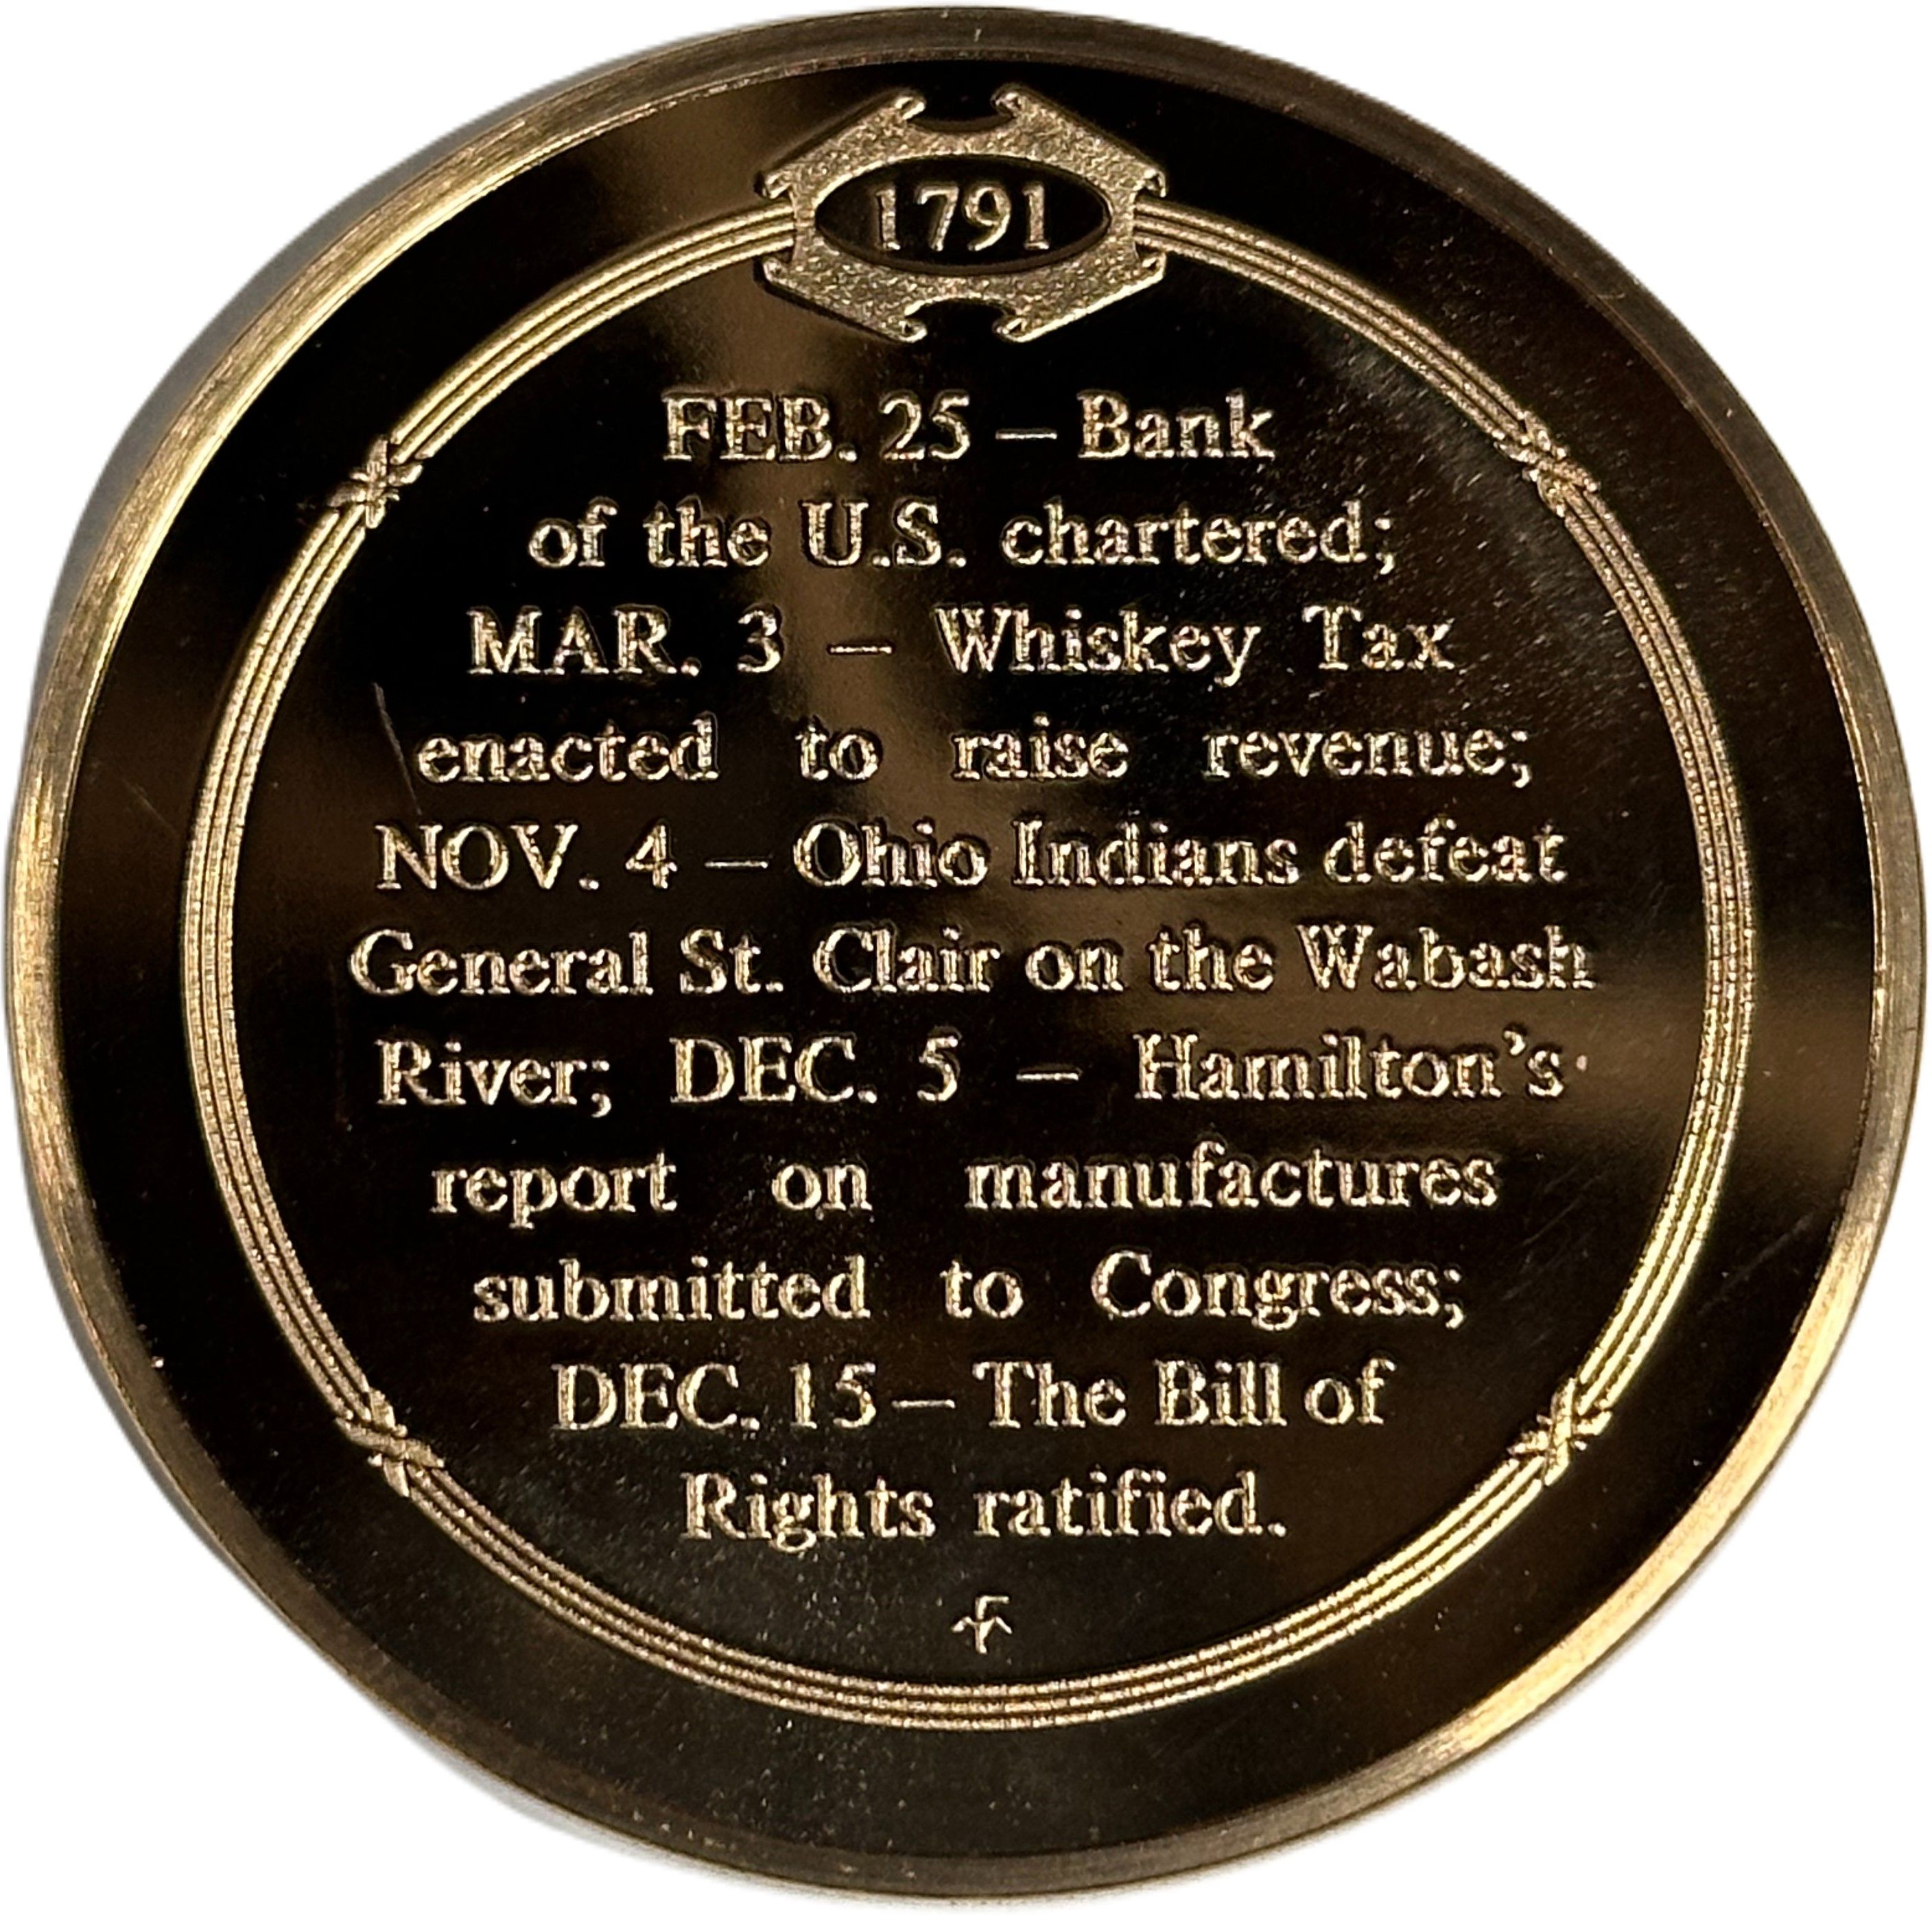 1791
FEB. 25 – Bank
of the U.S. chartered;
MAR. 3 – Whiskey Tax
enacted to raise revenue;
NOV. 4 – Ohio Indians defeat
General St. Clair on the Wabash
River; DEC. 5 – Hamilton's
report on manufactures
submitted to Congress;
DEC. 15 – The Bill of
Rights ratified.